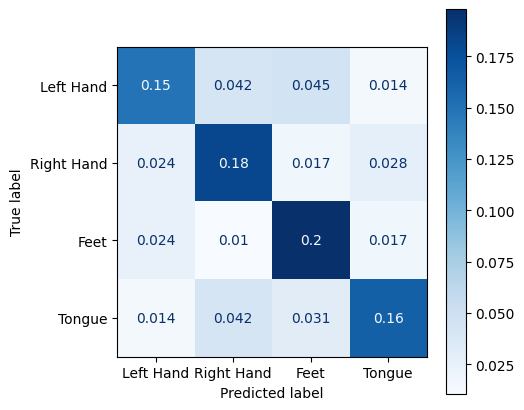 Left Hand 0.15 0.042 0.045 0.014
Right Hand 0.024 0.18 0.017 0.028
Feet 0.024 0.01 0.2 0.017
Tongue 0.014 0.042 0.031 0.16
Left Hand Right Hand Feet Tongue
Predicted label
True label
0.175
0.150
0.125
0.100
0.075
0.050
0.025